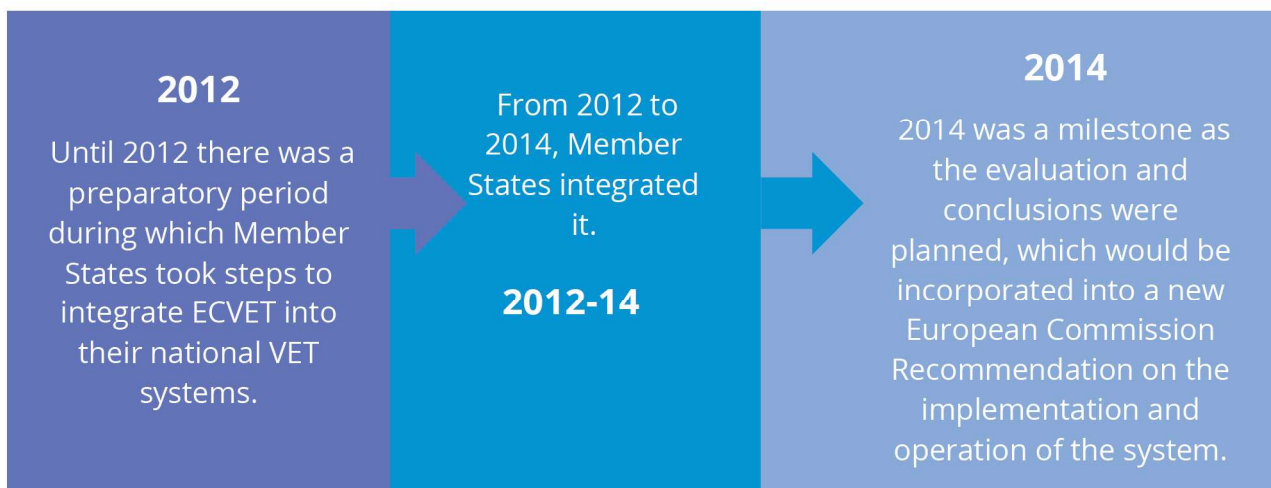 2012
Until 2012 there was a
preparatory period
during which Member
States took steps to
integrate ECVET into
their national VET
systems.
From 2012 to
2014, Member
States integrated
it.
2012-14
2014
2014 was a milestone as
the evaluation and
conclusions were
planned, which would be
incorporated into a new
European Commission
Recommendation on the
implementation and
operation of the system.